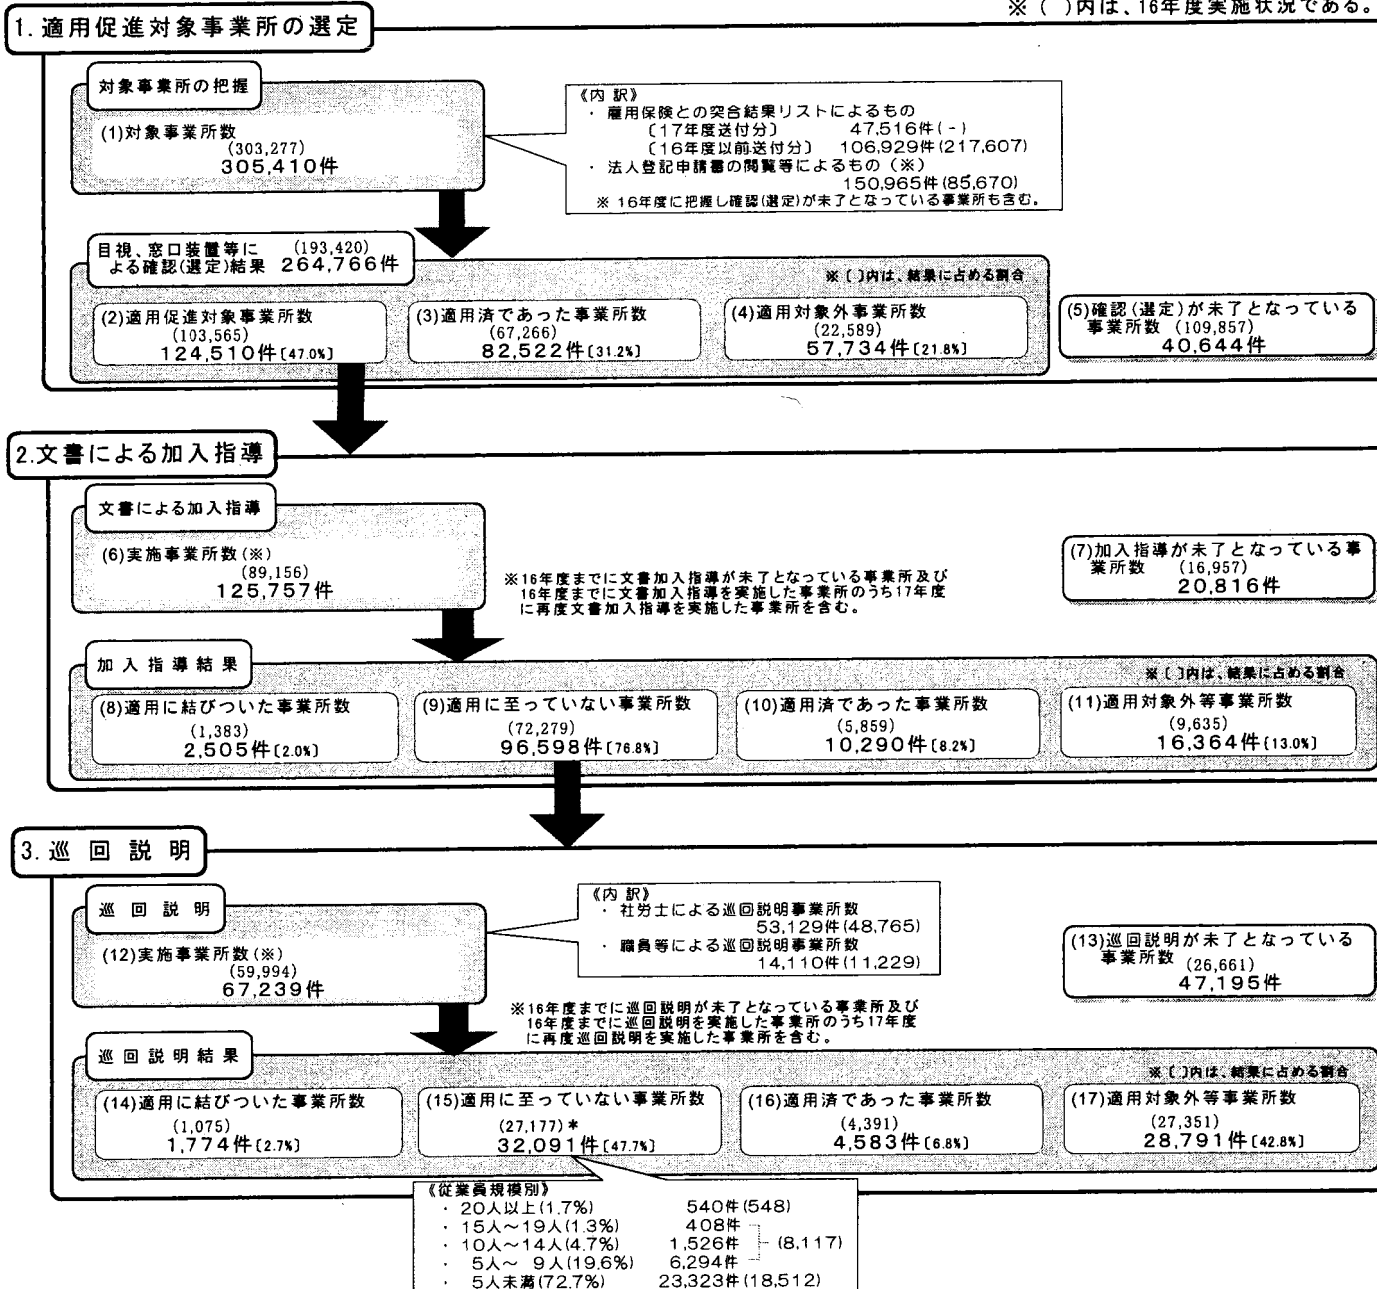 ※（ ）内は、16年度実施状況である。
1.適用促進対象事業所の選定
対象事業所の把握
(1)対象事業所数
(303,277)
305,410件
《内 訳》
・ 雇用保険との突合結果リストによるもの
〔17年度送付分〕 47,516件(-)
〔16年度以前送付分〕 106,929件(217,607)
・ 法人登記申請書の閲覧等によるもの（※）
150,965件(85,670)
※ 16年度に把握し確認(選定)が未了となっている事業所も含む。
目視、窓口装置等に (193,420)
よる確認(選定)結果 264,766件
※〔 〕内は、結果に占める割合
(2)適用促進対象事業所数
(103,565)
124,510件〔47.0%〕
(3)適用済であった事業所数
(67,266)
82,522件〔31.2%〕
(4)適用対象外事業所数
(22,589)
57,734件〔21.8%〕
(5)確認(選定)が未了となっている
事業所数 (109,857)
40,644件
2.文書による加入指導
文書による加入指導
(6)実施事業所数(※)
(89,156)
125,757件
※16年度までに文書加入指導が未了となっている事業所及び
16年度までに文書加入指導を実施した事業所のうち17年度
に再度文書加入指導を実施した事業所を含む。
(7)加入指導が未了となっている事
業所数 (16,957)
20,816件
加入指導結果
※〔 〕内は、結果に占める割合
(8)適用に結びついた事業所数
(1,383)
2,505件〔2.0%〕
(9)適用に至っていない事業所数
(72,279)
96,598件〔76.8%〕
(10)適用済であった事業所数
(5,859)
10,290件〔8.2%〕
(11)適用対象外等事業所数
(9,635)
16,364件〔13.0%〕
3.巡 回 説 明
巡 回 説 明
(12)実施事業所数(※)
(59,994)
67,239件
《内 訳》
・ 社労士による巡回説明事業所数
53,129件(48,765)
・ 職員等による巡回説明事業所数
14,110件(11,229)
※16年度までに巡回説明が未了となっている事業所及び
16年度までに巡回説明を実施した事業所のうち17年度
に再度巡回説明を実施した事業所を含む。
(13)巡回説明が未了となっている
事業所数 (26,661)
47,195件
巡回説明結果
※〔 〕内は、結果に占める割合
(14)適用に結びついた事業所数
(1,075)
1,774件〔2.7%〕
(15)適用に至っていない事業所数
(27,177)*
32,091件〔47.7%〕
(16)適用済であった事業所数
(4,391)
4,583件〔6.8%〕
(17)適用対象外等事業所数
(27,351)
28,791件〔42.8%〕
《従業員規模別》
・ 20人以上(1.7%) 540件(548)
・ 15人～19人(1.3%) 408件
・ 10人～14人(4.7%) 1,526件 (8,117)
・ 5人～ 9人(19.6%) 6,294件
・ 5人未満(72.7%) 23,323件(18,512)